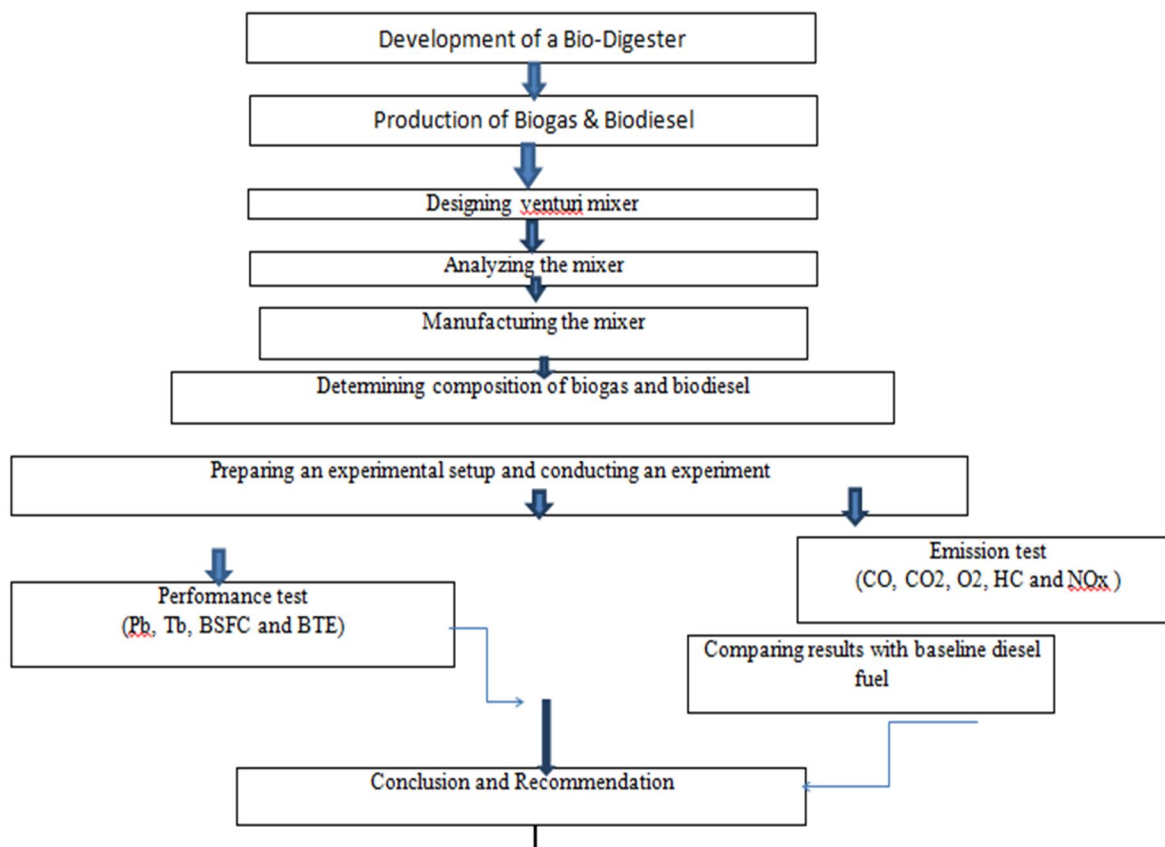 Development of a Bio-Digester
Production of Biogas & Biodiesel
Designing venturi mixer
Analyzing the mixer
Manufacturing the mixer
Determining composition of biogas and biodiesel
Preparing an experimental setup and conducting an experiment
Emission test
(CO, CO2, O2, HC and NOx )
Performance test
(Pb, Tb, BSFC and BTE)
Comparing results with baseline diesel
fuel
Conclusion and Recommendation